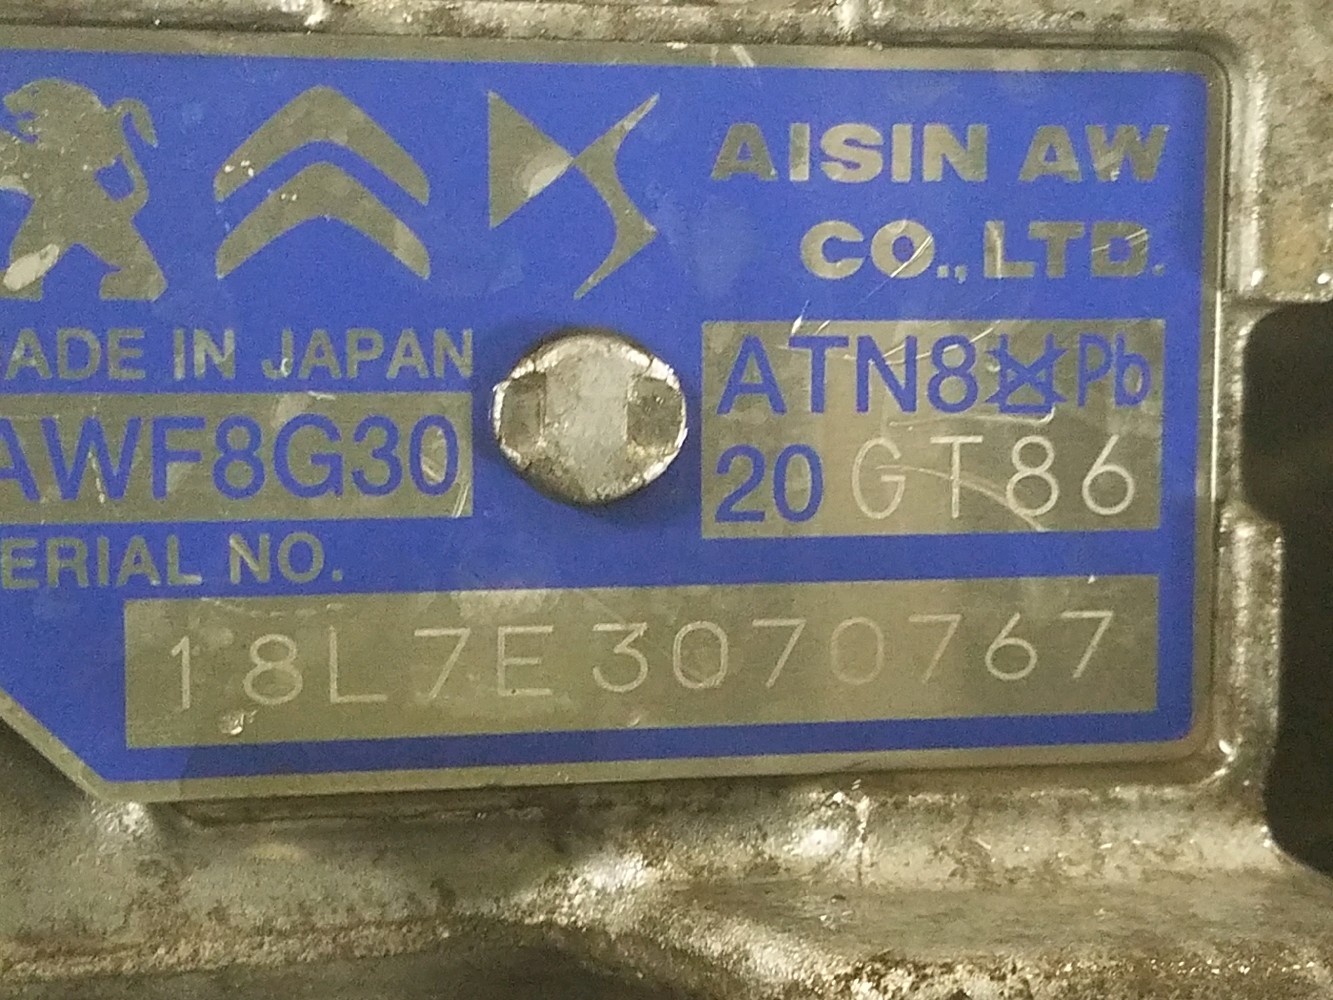 AISIN AW
CO., LTD.
ADE IN JAPAN
AWF8G30
ATN8 Pb
20 GT86
ERIAL NO.
18L7E3070767